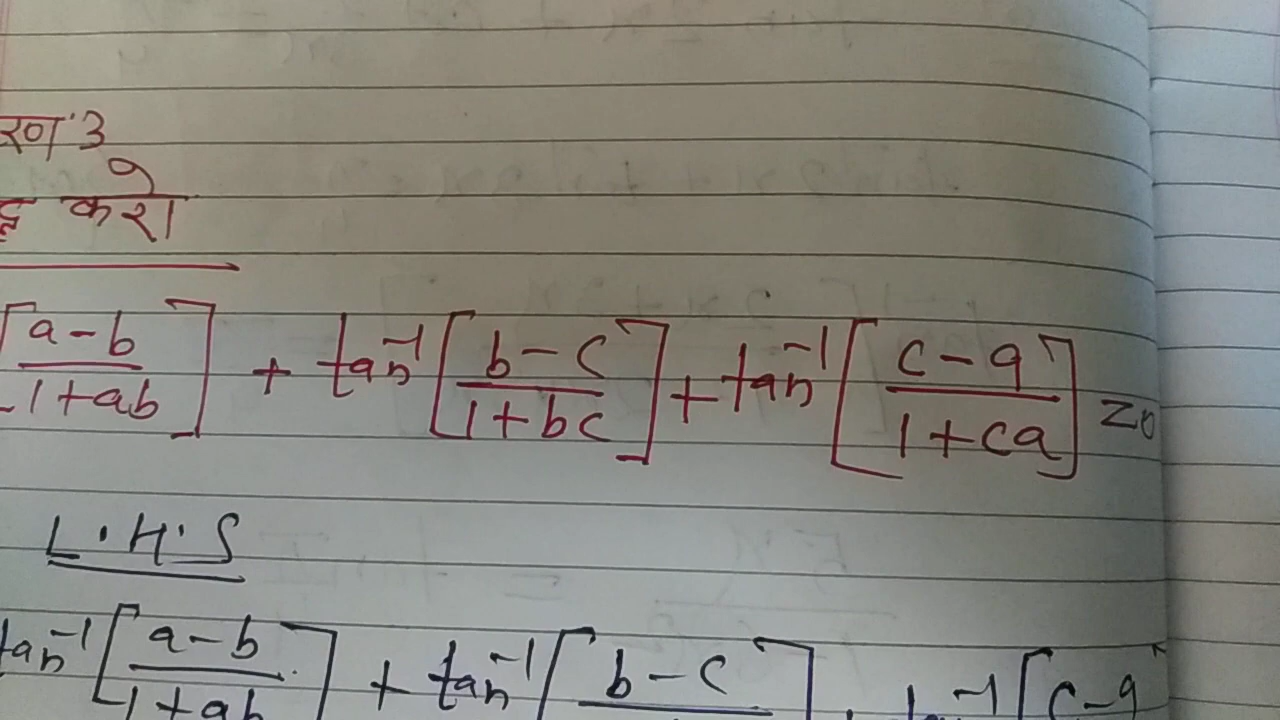 रण 3
करा
[a-b / 1+ab] + tan⁻¹ [b-c / 1+bc] + tan⁻¹ [c-a / 1+ca] = 0
L.H.S
tan⁻¹ [a-b / 1+ab] + tan⁻¹ [b-c